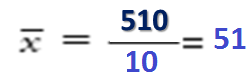 x̅ = 510/10 = 51